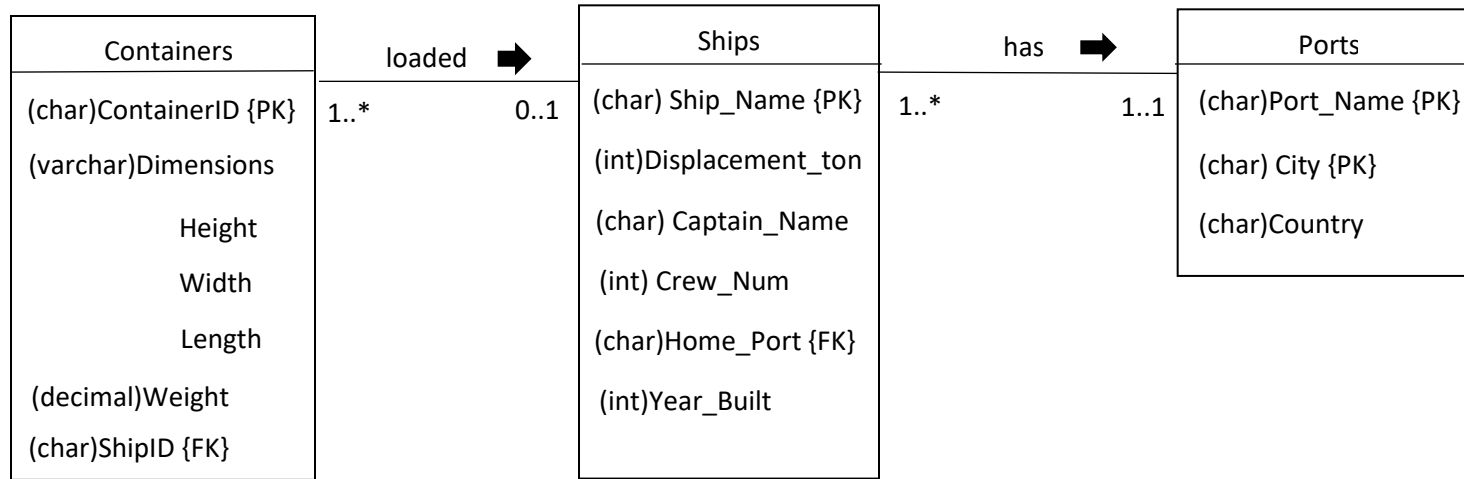 Containers
(char)ContainerID {PK}
(varchar)Dimensions
Height
Width
Length
(decimal)Weight
(char)ShipID {FK}
loaded
1..* 0..1
Ships
(char) Ship_Name {PK}
(int)Displacement_ton
(char) Captain_Name
(int) Crew_Num
(char)Home_Port {FK}
(int)Year_Built
has
1..* 1..1
Ports
(char)Port_Name {PK}
(char) City {PK}
(char)Country